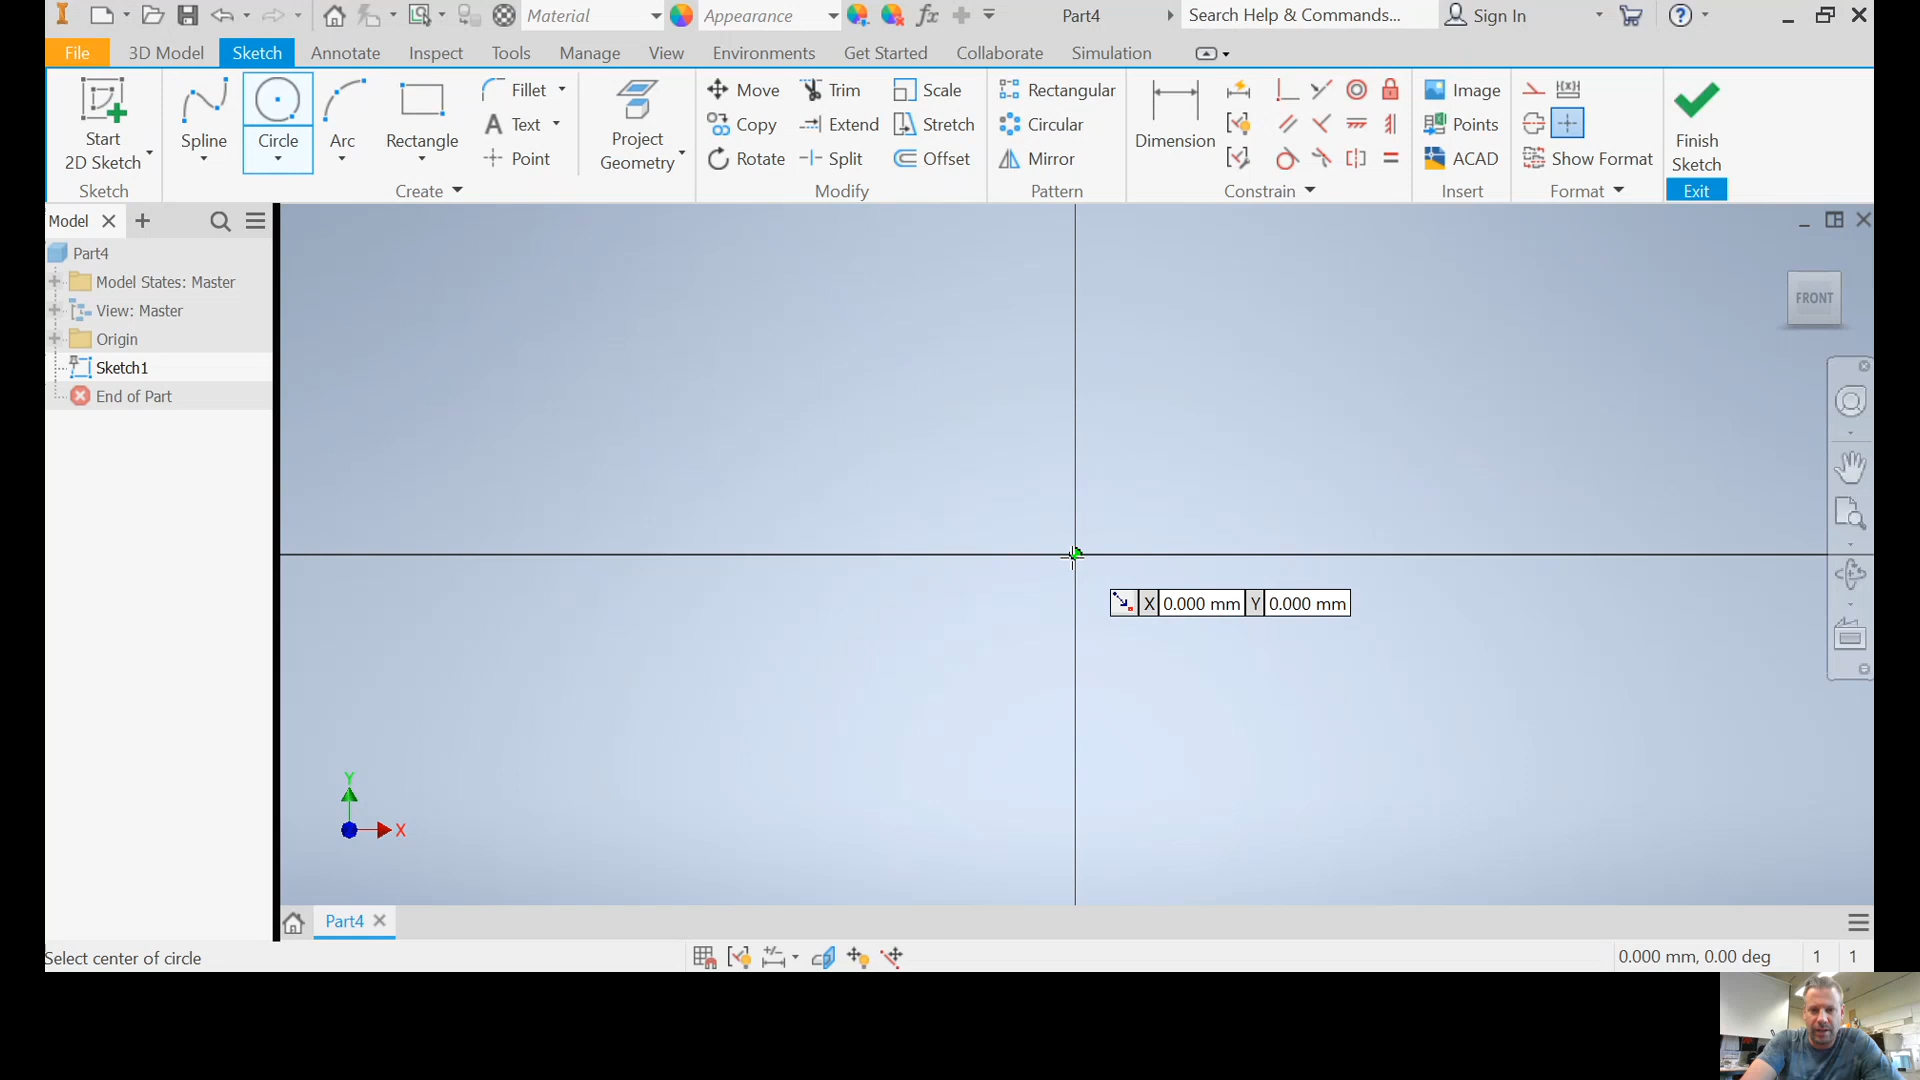 Material Appearance Part4 Search Help & Commands... Sign In
File 3D Model Sketch Annotate Inspect Tools Manage View Environments Get Started Collaborate Simulation
Start
2D Sketch
Spline
Circle
Arc
Rectangle
Fillet
Text
Point
Project
Geometry
Move Trim Scale
Copy Extend Stretch
Rotate Split Offset
Rectangular
Circular
Mirror
Dimension
Image
Points
ACAD
Show Format
Finish
Sketch
Sketch Create Modify Pattern Constrain Insert Format Exit
Model
Part4
Model States: Master
View: Master
Origin
Sketch1
End of Part
FRONT
X 0.000 mm Y 0.000 mm
Y
X
Part4
Select center of circle
0.000 mm, 0.00 deg 1 1